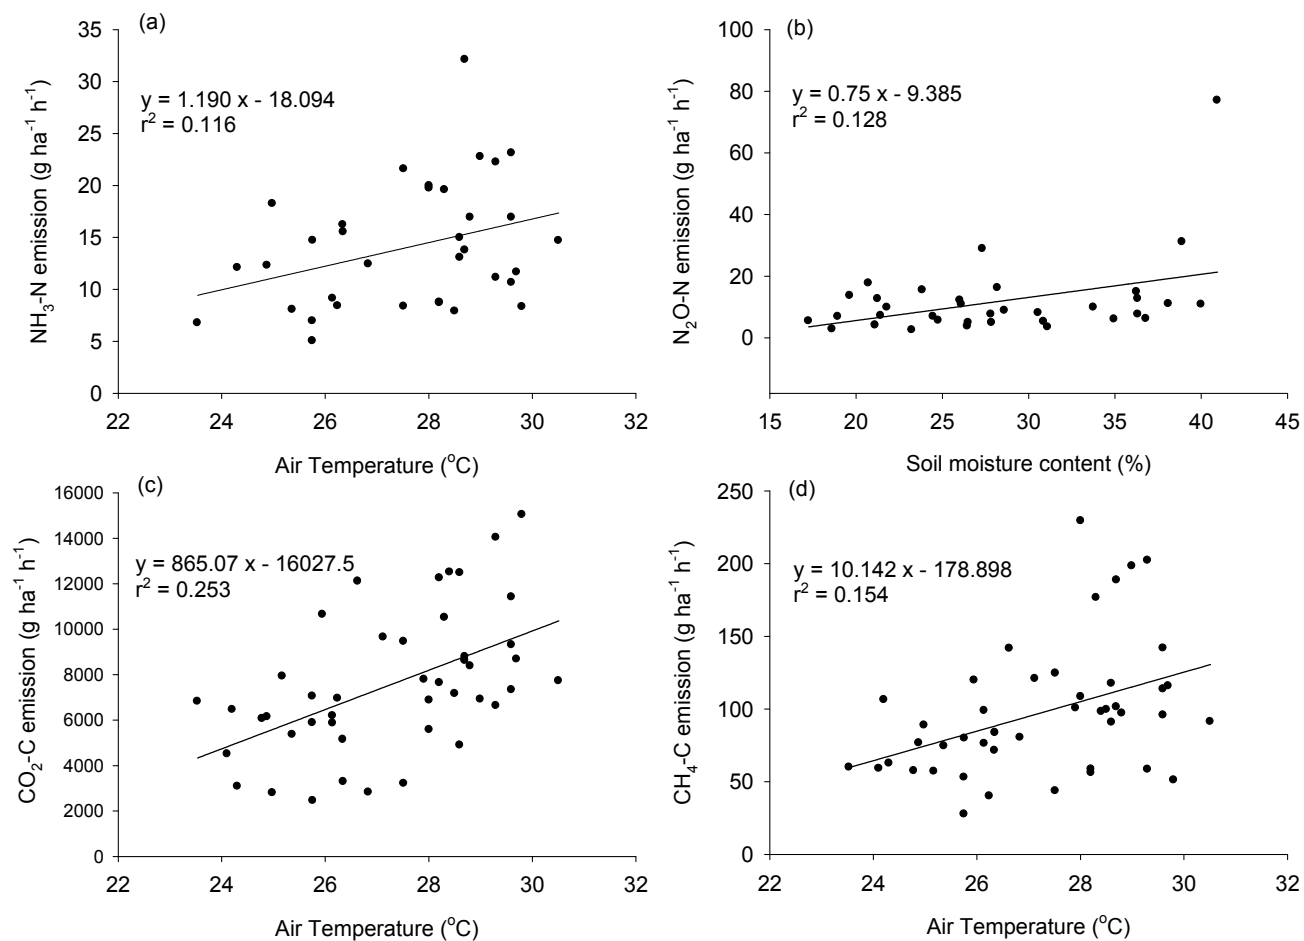 (a)
NH₃-N emission (g ha⁻¹ h⁻¹)
35
30
25
20
15
10
5
0
y = 1.190 x - 18.094
r² = 0.116
22 24 26 28 30 32
Air Temperature (°C)
(b)
N₂O-N emission (g ha⁻¹ h⁻¹)
100
80
60
40
20
0
y = 0.75 x - 9.385
r² = 0.128
15 20 25 30 35 40 45
Soil moisture content (%)
(c)
CO₂-C emission (g ha⁻¹ h⁻¹)
16000
14000
12000
10000
8000
6000
4000
2000
0
y = 865.07 x - 16027.5
r² = 0.253
22 24 26 28 30 32
Air Temperature (°C)
(d)
CH₄-C emission (g ha⁻¹ h⁻¹)
250
200
150
100
50
0
y = 10.142 x - 178.898
r² = 0.154
22 24 26 28 30 32
Air Temperature (°C)